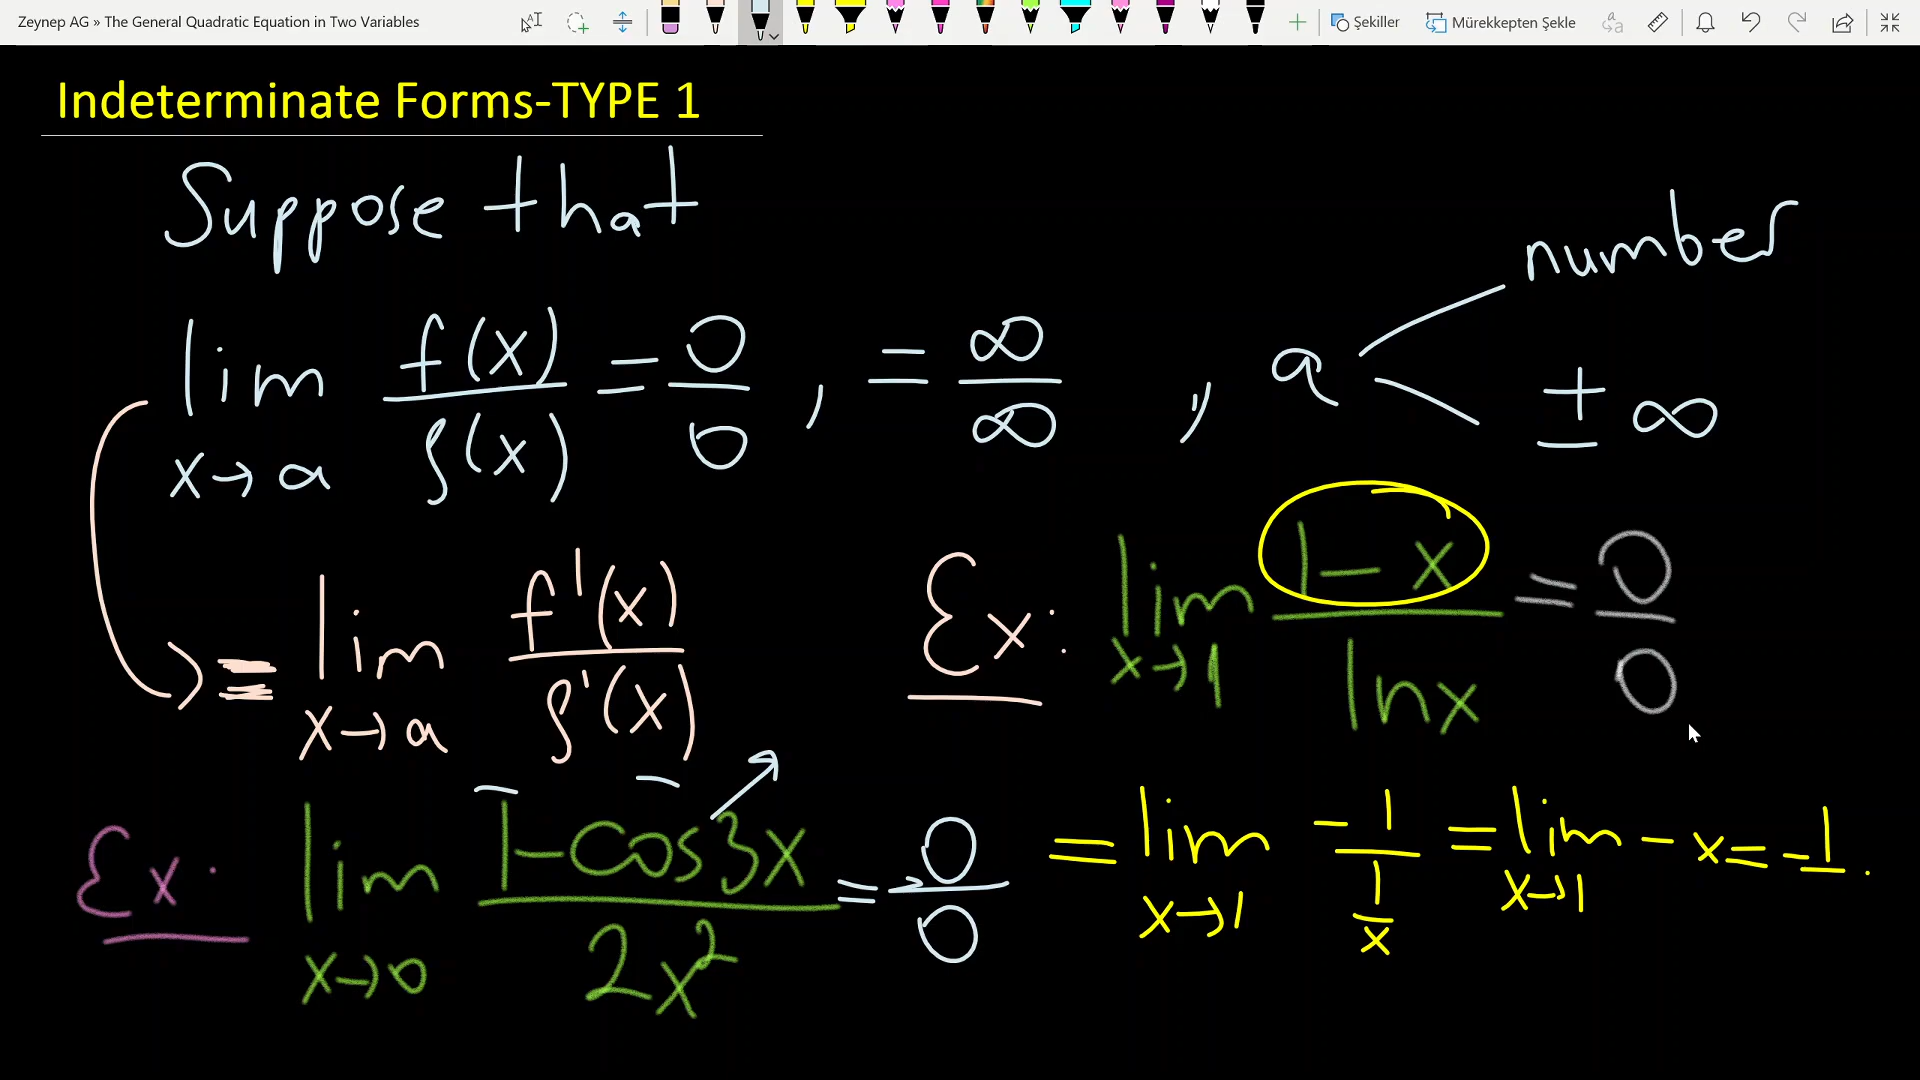 Zeynep AG » The General Quadratic Equation in Two Variables
Şekiller
Mürekkepten Şekle
Indeterminate Forms-TYPE 1
Suppose that
lim x→a f(x)/g(x) = 0/0 , = ∞/∞ , a number ± ∞
= lim x→a f'(x)/g'(x)
Ex: lim x→1 1-x/lnx = 0/0
= lim x→1 -1/(1/x) = lim x→1 -x = -1.
Ex: lim x→0 1-cos3x/2x² = 0/0